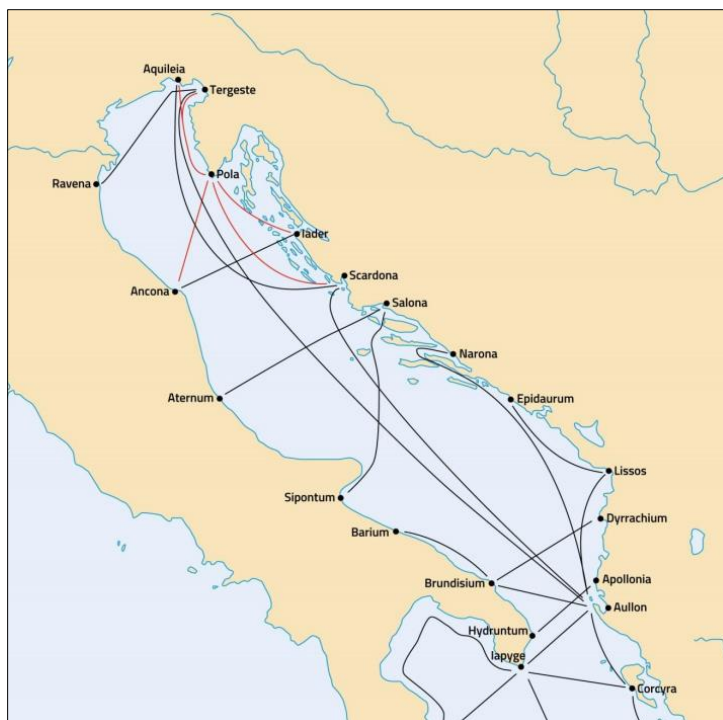 Aquileia
Tergeste
Pola
Ravena
Iader
Scardona
Ancona
Salona
Narona
Aternum
Epidaurum
Lissos
Sipontum
Dyrrachium
Barium
Apollonia
Brundisium
Aullon
Hydruntum
Iapyge
Corcyra